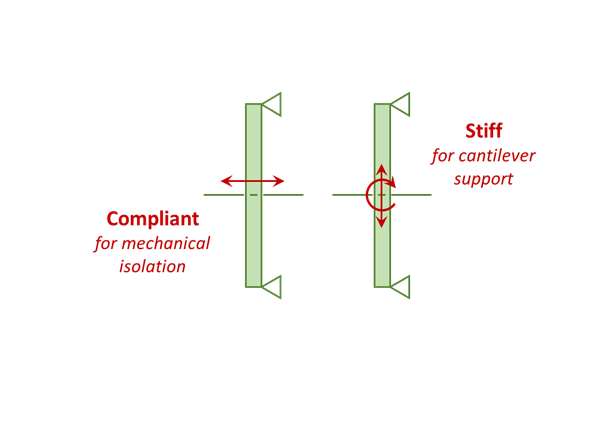 Compliant
for mechanical
isolation
Stiff
for cantilever
support